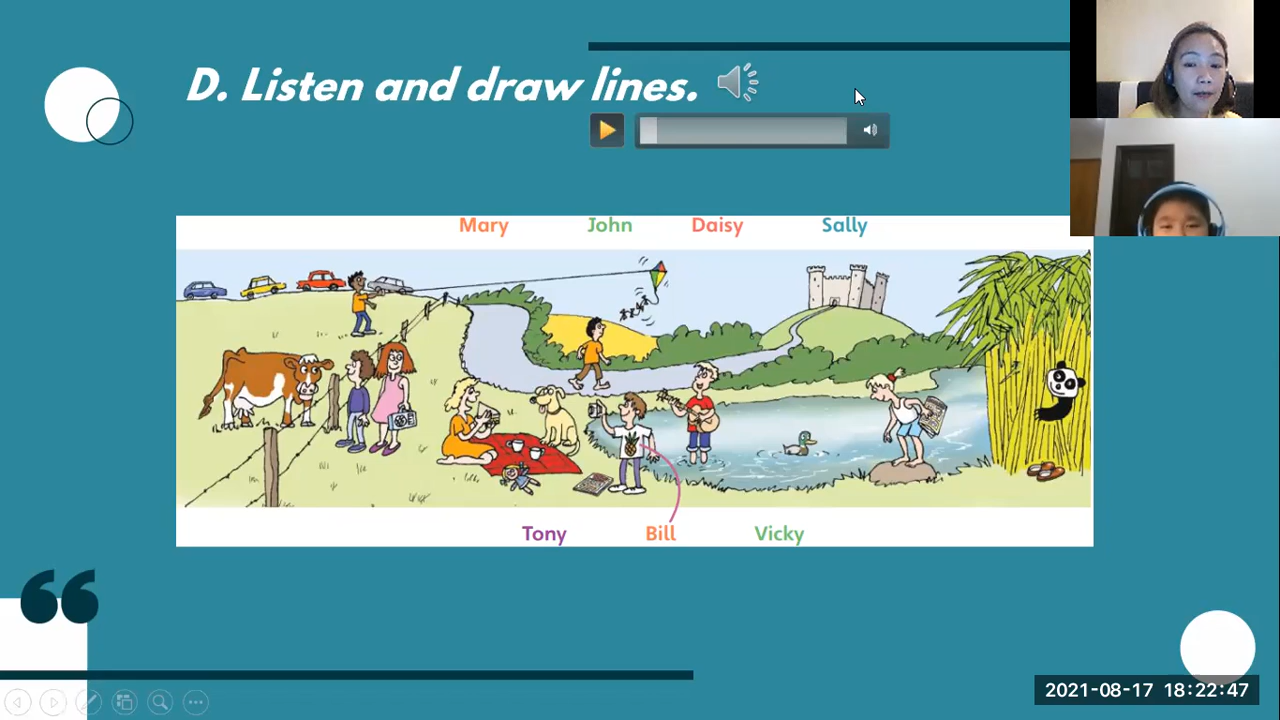 D. Listen and draw lines.
Mary John Daisy Sally
Tony Bill Vicky
2021-08-17 18:22:47